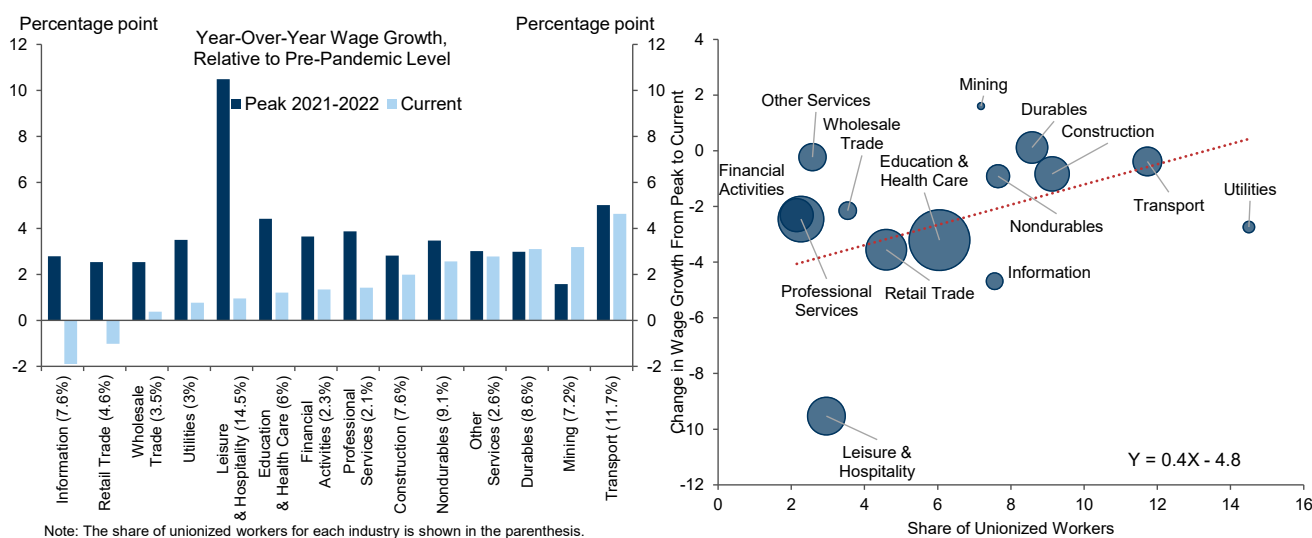 Percentage point
Percentage point
Year-Over-Year Wage Growth,
Relative to Pre-Pandemic Level
Peak 2021-2022
Current
12
10
8
6
4
2
0
-2
12
10
8
6
4
2
0
-2
Information (7.6%)
Retail Trade (4.6%)
Wholesale
Trade (3.5%)
Utilities (3%)
Leisure
& Hospitality (14.5%)
Education
& Health Care (6%)
Financial
Activities (2.3%)
Professional
Services (2.1%)
Construction (7.6%)
Nondurables (9.1%)
Other
Services (2.6%)
Durables (8.6%)
Mining (7.2%)
Transport (11.7%)
Note: The share of unionized workers for each industry is shown in the parenthesis.
Change in Wage Growth From Peak to Current
4
2
0
-2
-4
-6
-8
-10
-12
Mining
Other Services
Durables
Wholesale
Trade
Construction
Education &
Health Care
Financial
Activities
Utilities
Transport
Nondurables
Information
Professional
Services
Retail Trade
Leisure &
Hospitality
Y = 0.4X - 4.8
0
2
4
6
8
10
12
14
16
Share of Unionized Workers